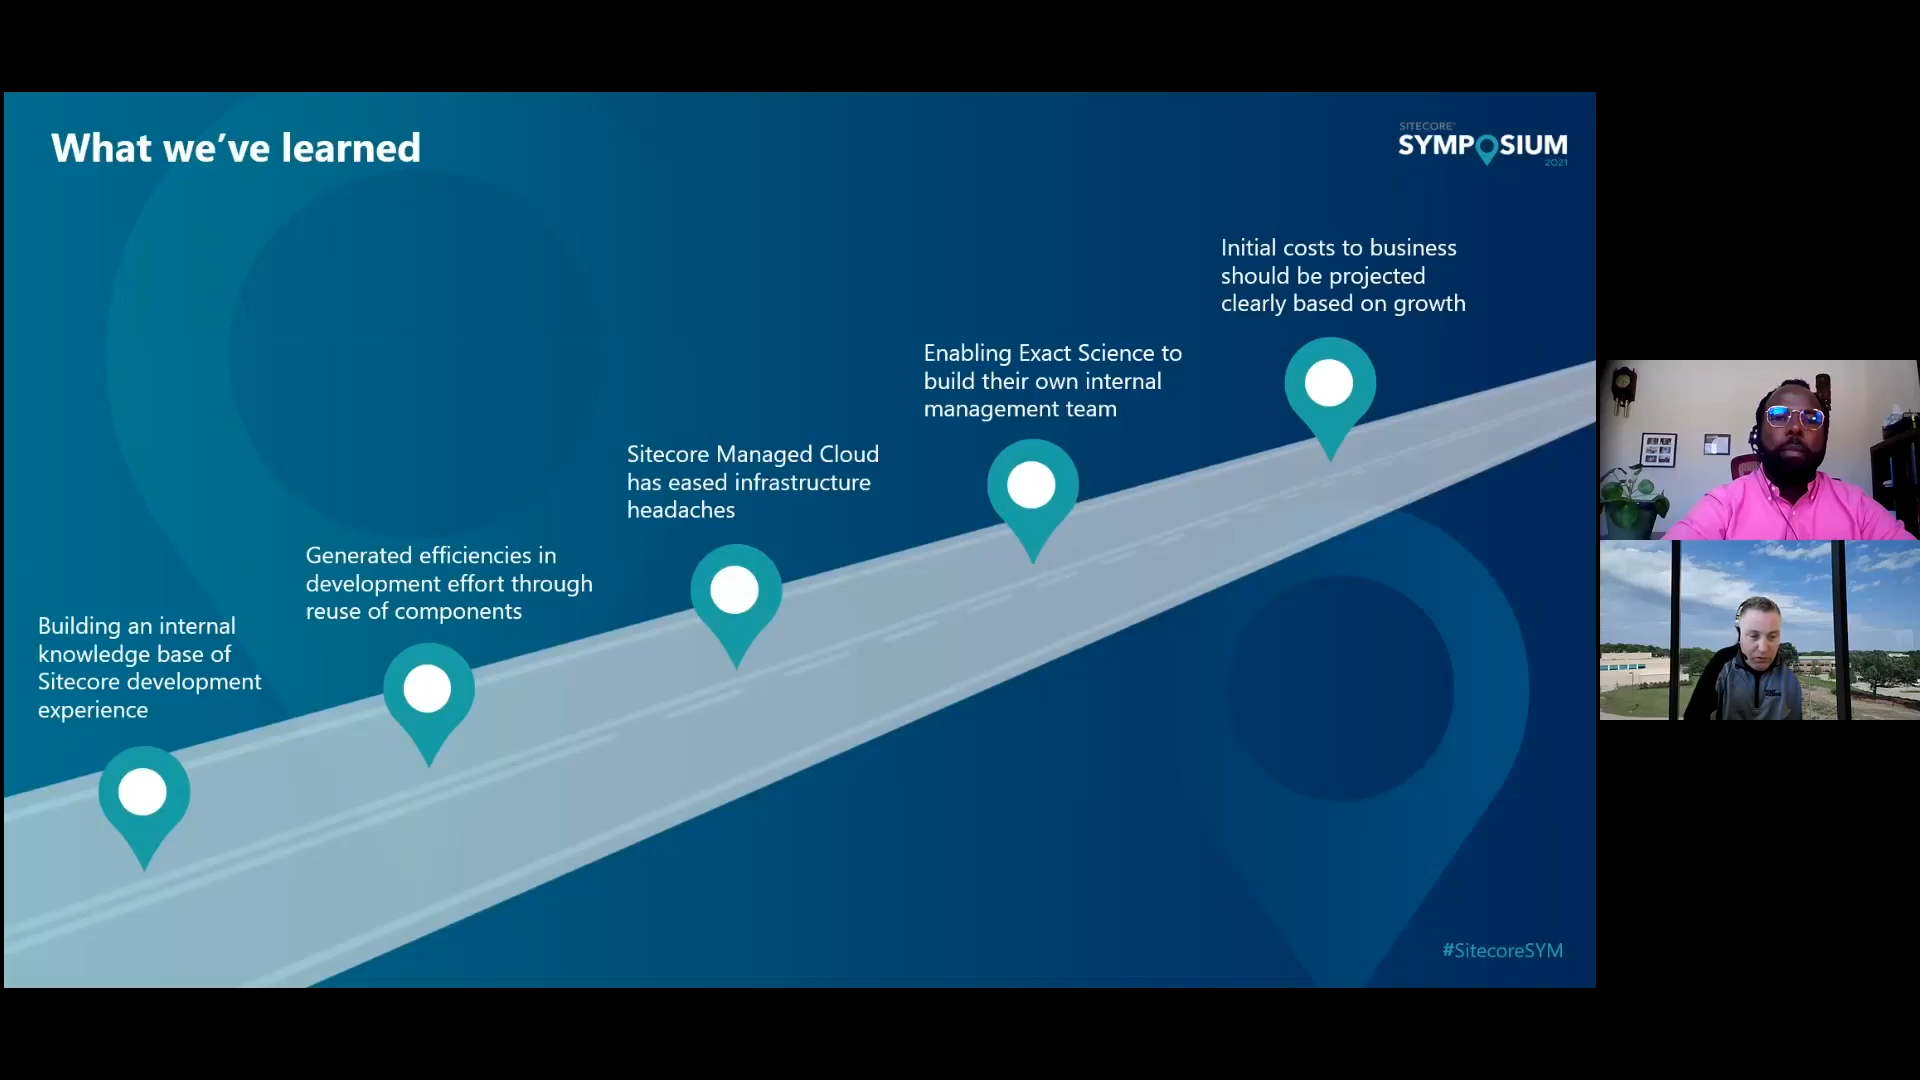 What we've learned
SITECORE
SYMPOSIUM
2021
Initial costs to business
should be projected
clearly based on growth
Enabling Exact Science to
build their own internal
management team
Sitecore Managed Cloud
has eased infrastructure
headaches
Generated efficiencies in
development effort through
reuse of components
Building an internal
knowledge base of
Sitecore development
experience
#SitecoreSYM